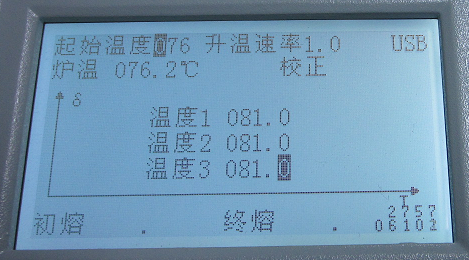 起始温度076 升温速率1.0 USB
炉温 076.2℃ 校正
δ
温度1 081.0
温度2 081.0
温度3 081.0
T
初熔 . 终熔 . 2757
06102